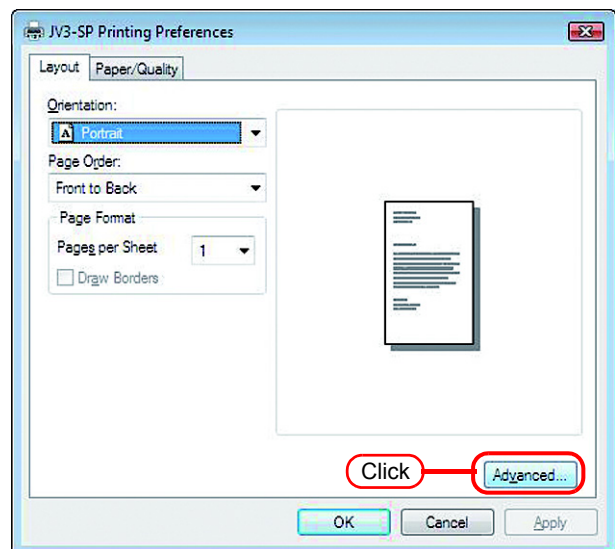 JV3-SP Printing Preferences
Layout
Paper/Quality
Orientation:
A Portrait
Page Order:
Front to Back
Page Format
Pages per Sheet 1
Draw Borders
Click
Advanced...
OK
Cancel
Apply